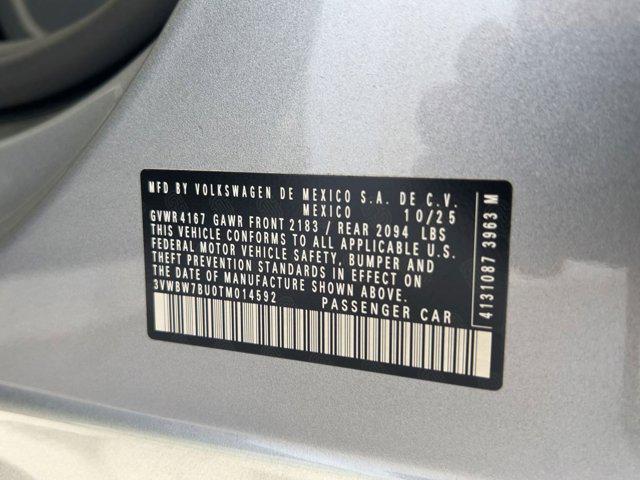 MFD BY VOLKSWAGEN DE MEXICO S.A. DE C.V.
MEXICO 10/25
GVWR 4167 GAWR FRONT 2183 / REAR 2094 LBS
THIS VEHICLE CONFORMS TO ALL APPLICABLE U.S.
FEDERAL MOTOR VEHICLE SAFETY, BUMPER AND
THEFT PREVENTION STANDARDS IN EFFECT ON
THE DATE OF MANUFACTURE SHOWN ABOVE.
3VWBW7BU0TM014592 PASSENGER CAR
4131087 3963 M